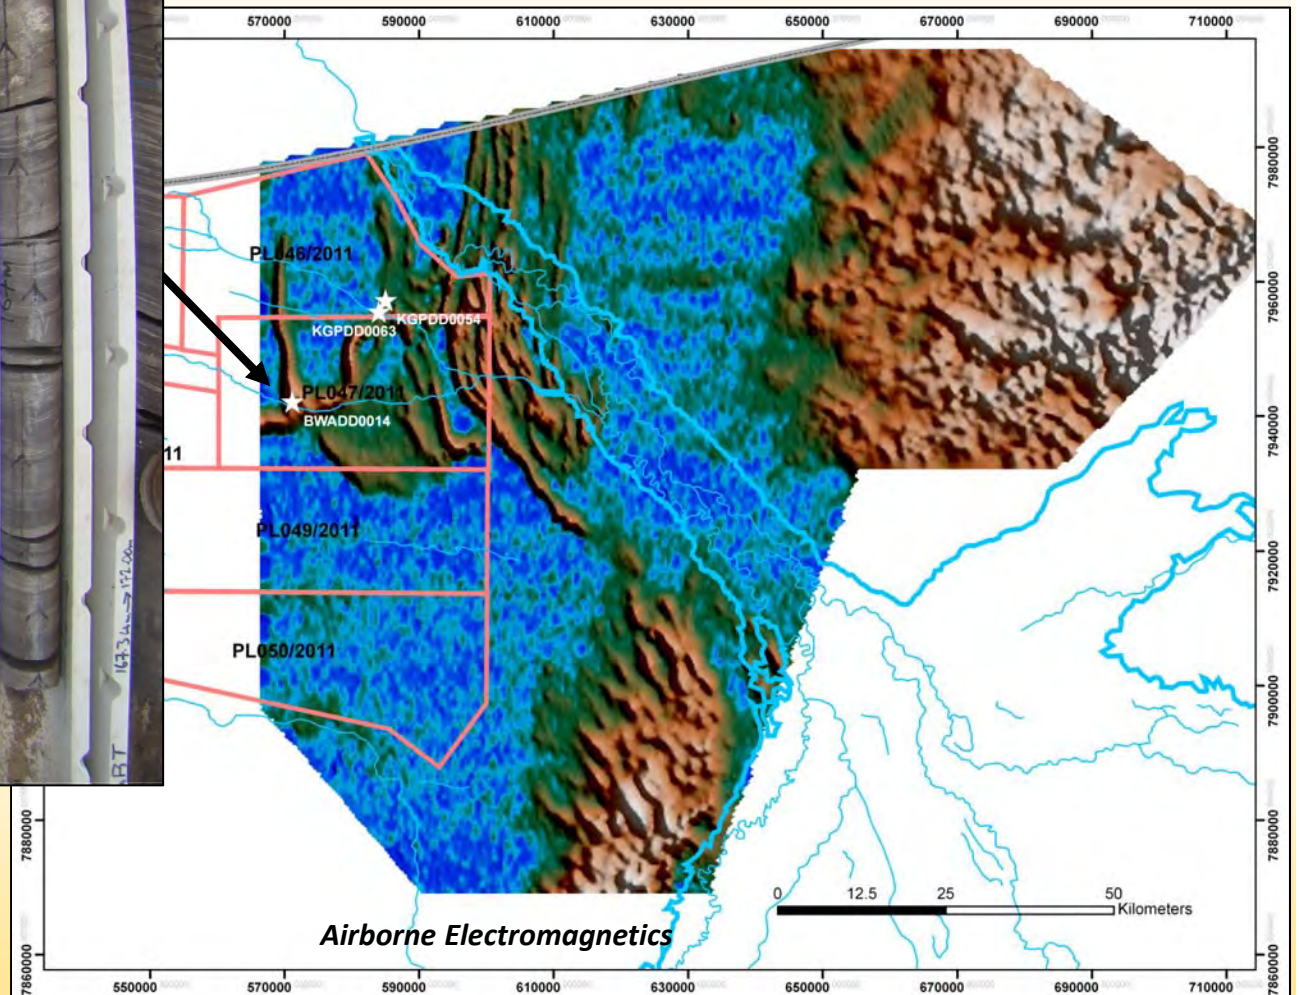 570000 590000 610000 630000 650000 670000 690000 710000
7980000
PL046/2011
7960000
KGPDD0054
KGPDD0063
PL047/2011
7940000
BWADD0014
11
PL049/2011
7920000
PL050/2011
7900000
7880000 7880000
0 12.5 25 50
Kilometers
Airborne Electromagnetics
7860000 7860000
550000 570000 590000 610000 630000 650000 670000 690000 710000